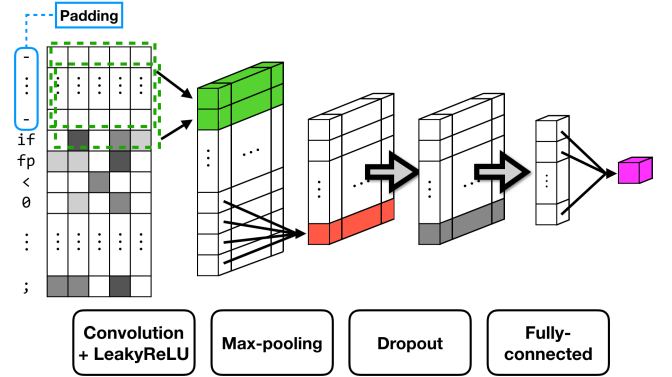 Padding
-
⋮
-
if
fp
<
0
⋮
;
Convolution
+ LeakyReLU
Max-pooling
Dropout
Fully-
connected